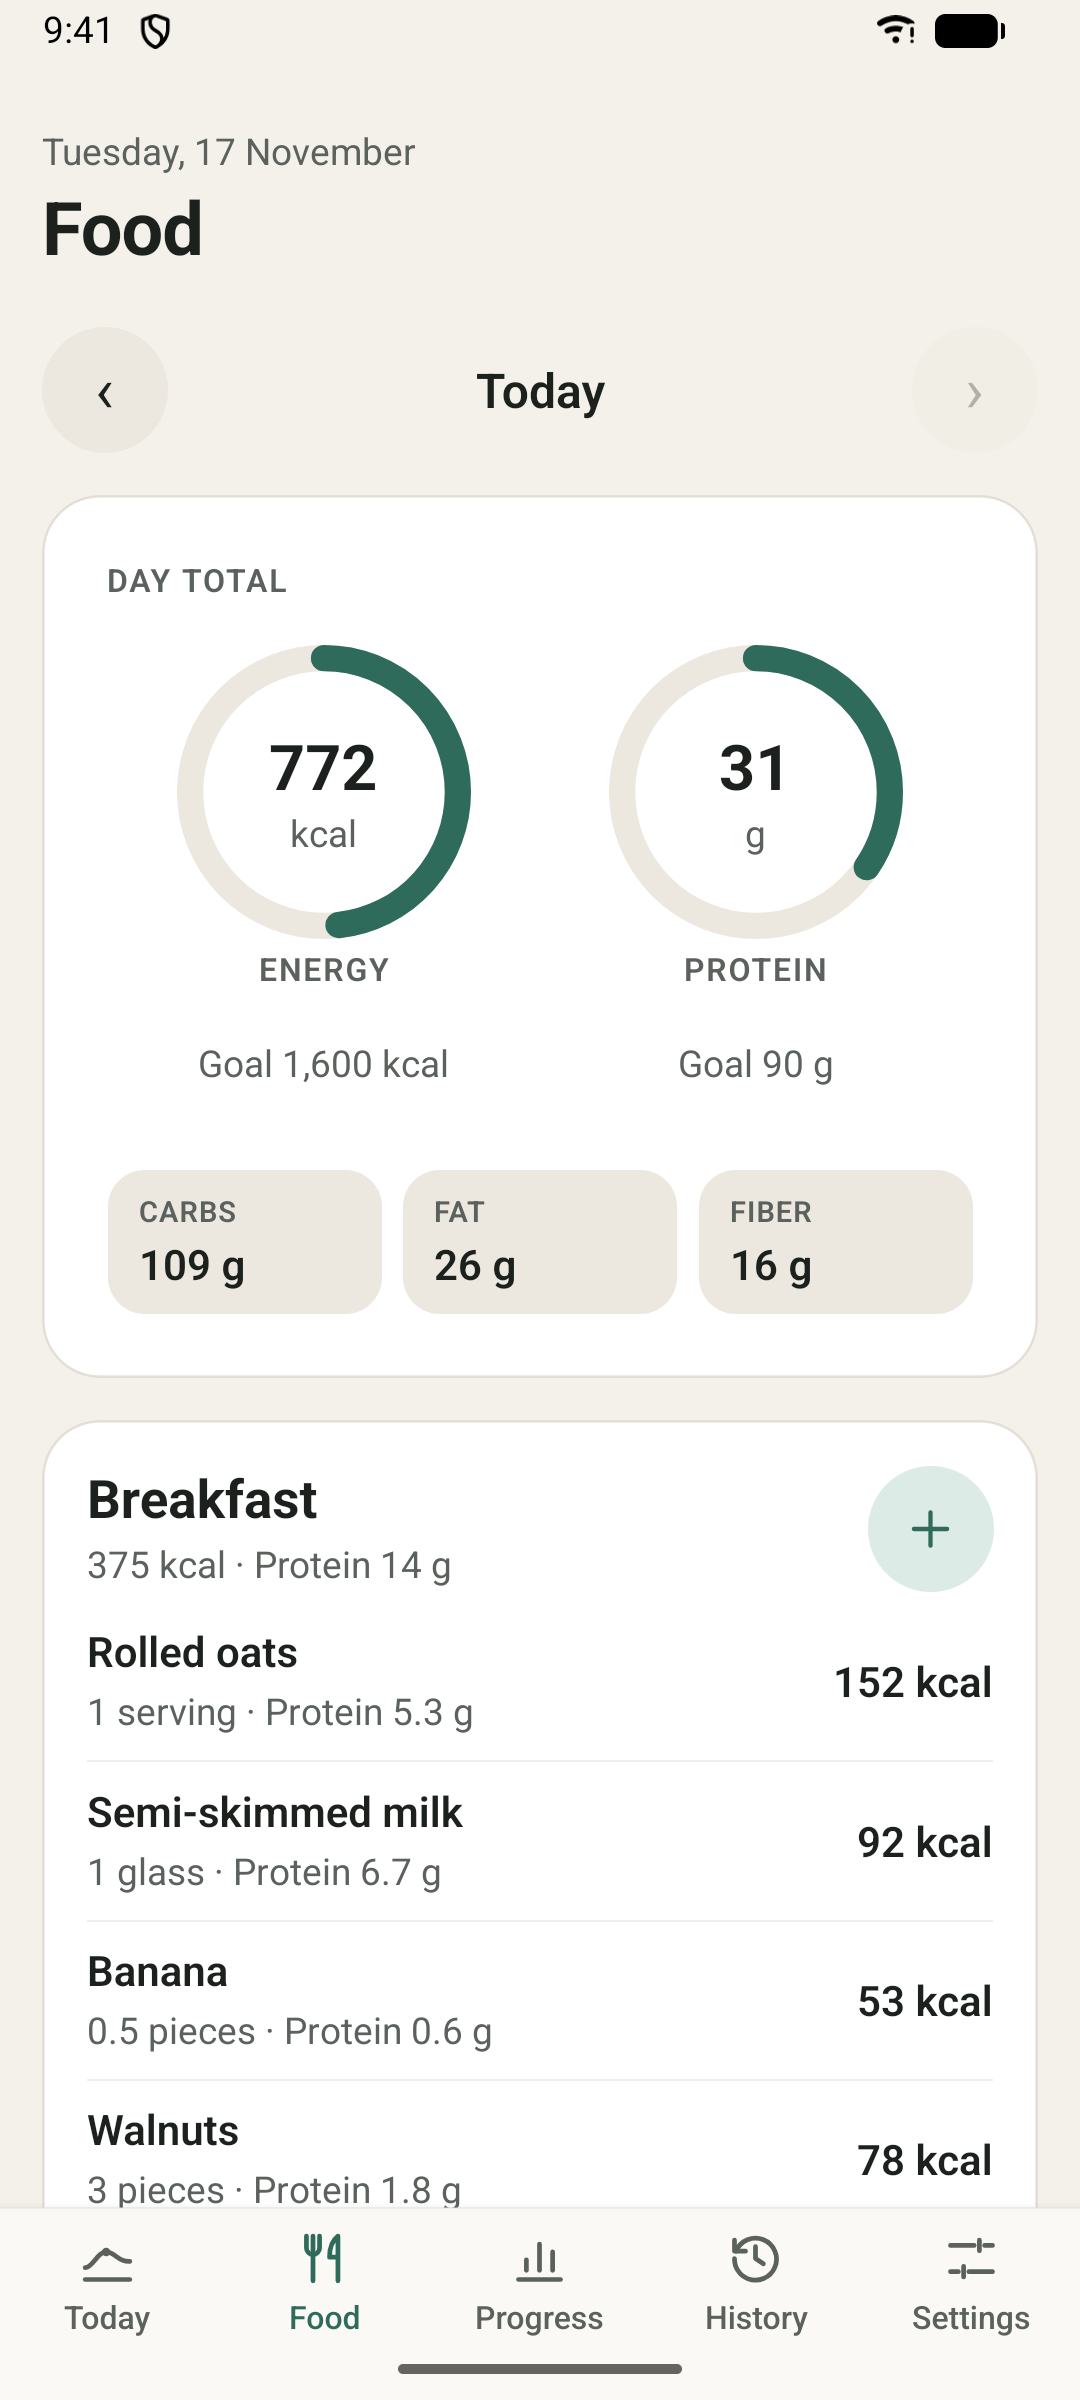 9:41
Tuesday, 17 November
Food
‹
Today
›
DAY TOTAL
772
kcal
ENERGY
Goal 1,600 kcal
31
g
PROTEIN
Goal 90 g
CARBS
109 g
FAT
26 g
FIBER
16 g
Breakfast
375 kcal · Protein 14 g
Rolled oats
1 serving · Protein 5.3 g
152 kcal
Semi-skimmed milk
1 glass · Protein 6.7 g
92 kcal
Banana
0.5 pieces · Protein 0.6 g
53 kcal
Walnuts
3 pieces · Protein 1.8 g
78 kcal
Today
Food
Progress
History
Settings